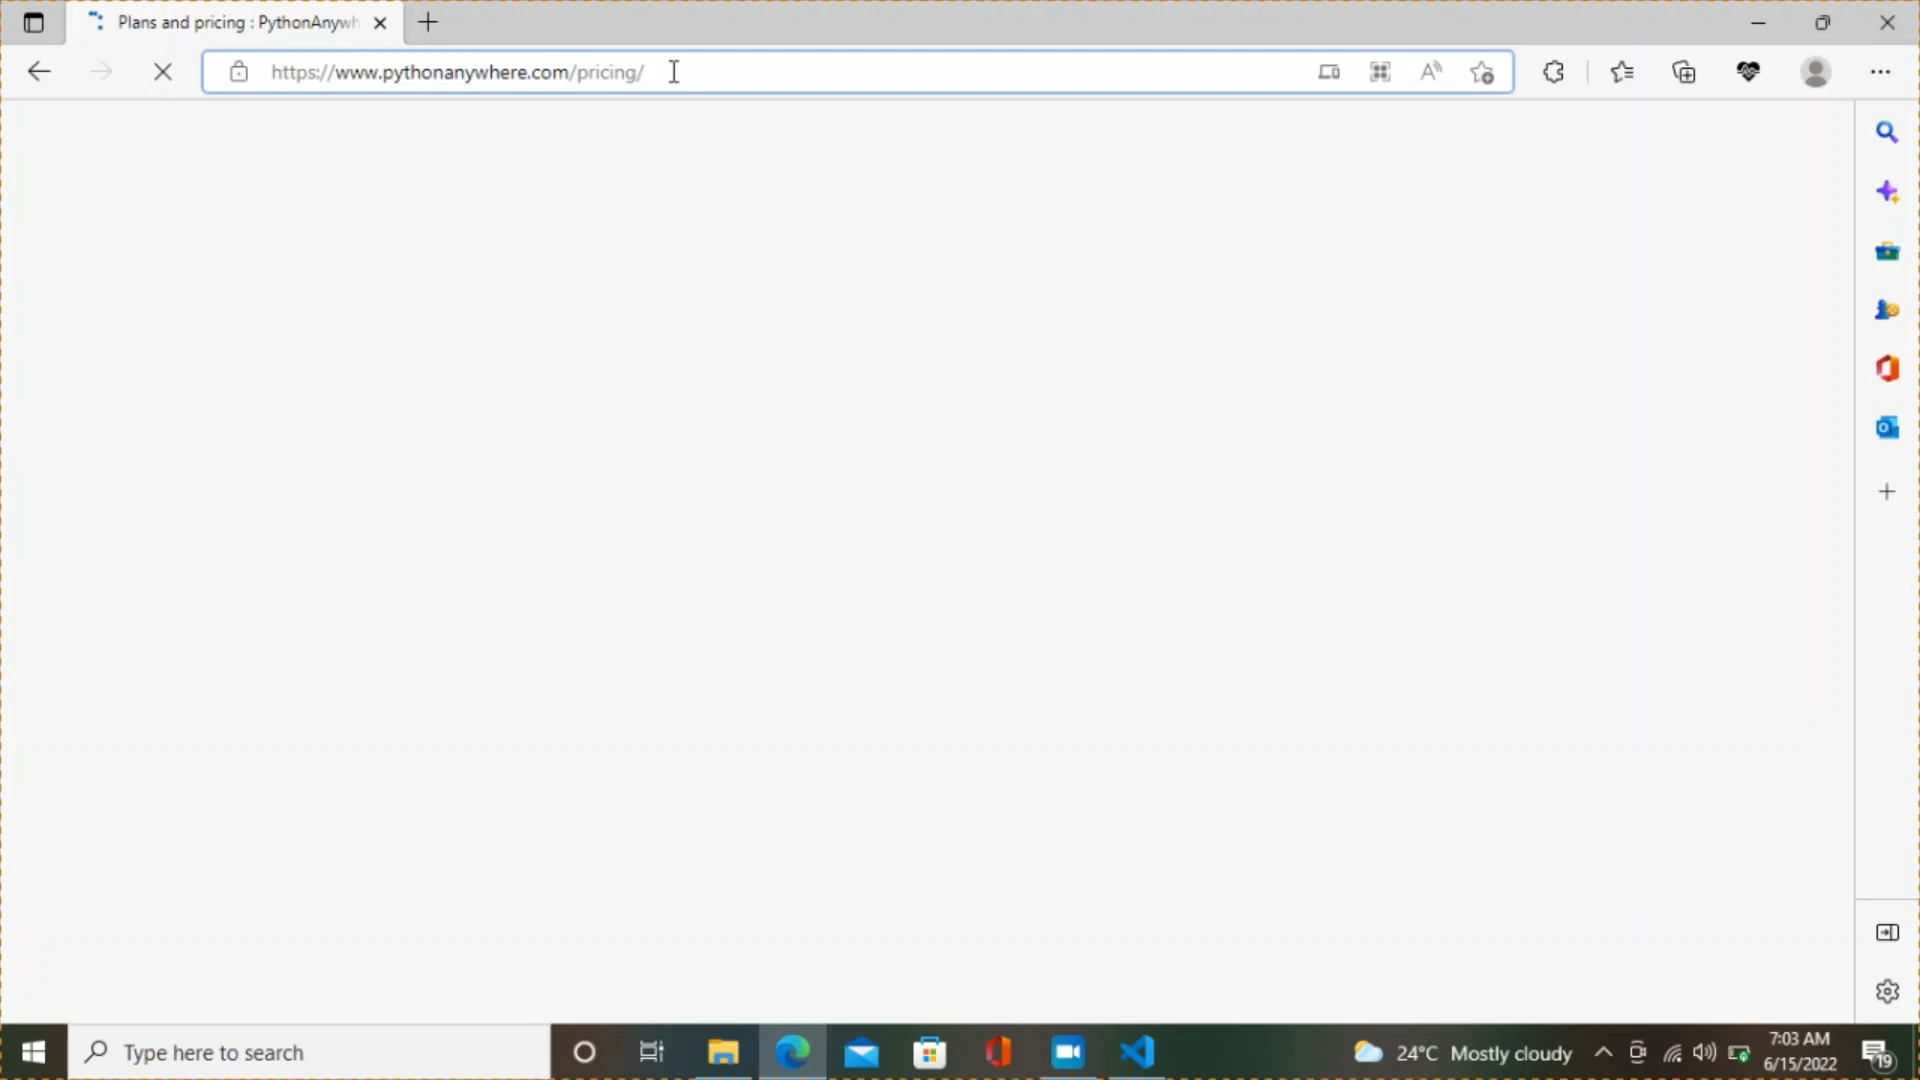 Plans and pricing : PythonAnywh
https://www.pythonanywhere.com/pricing/
Type here to search
24°C Mostly cloudy
7:03 AM
6/15/2022
19